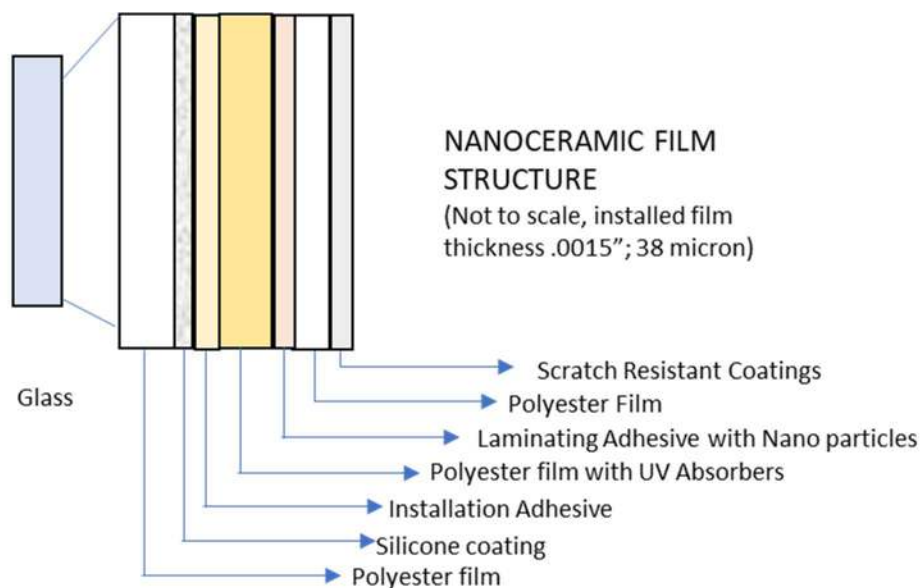 NANOCERAMIC FILM
STRUCTURE
(Not to scale, installed film
thickness .0015”; 38 micron)
Scratch Resistant Coatings
Polyester Film
Glass
Laminating Adhesive with Nano particles
Polyester film with UV Absorbers
Installation Adhesive
Silicone coating
Polyester film